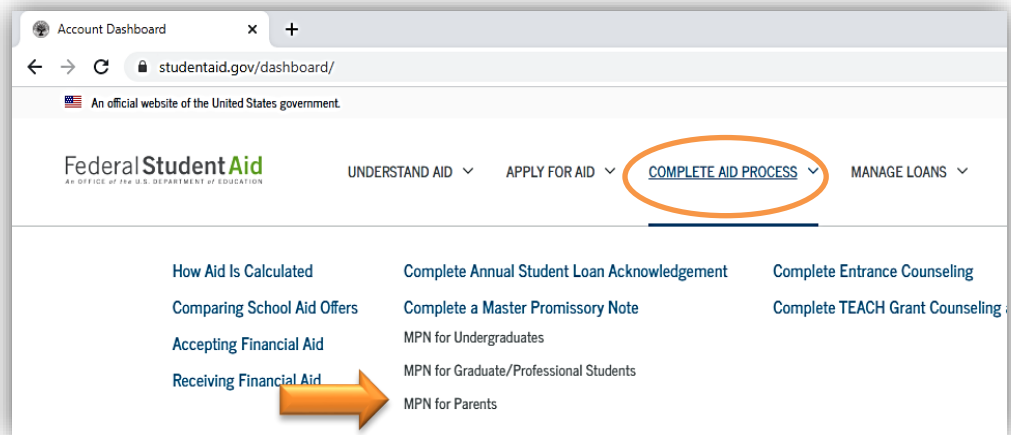 Account Dashboard
studentaid.gov/dashboard/
An official website of the United States government.
Federal Student Aid
An OFFICE of the U.S. DEPARTMENT of EDUCATION
UNDERSTAND AID
APPLY FOR AID
COMPLETE AID PROCESS
MANAGE LOANS
How Aid Is Calculated
Comparing School Aid Offers
Accepting Financial Aid
Receiving Financial Aid
Complete Annual Student Loan Acknowledgement
Complete a Master Promissory Note
MPN for Undergraduates
MPN for Graduate/Professional Students
MPN for Parents
Complete Entrance Counseling
Complete TEACH Grant Counseling